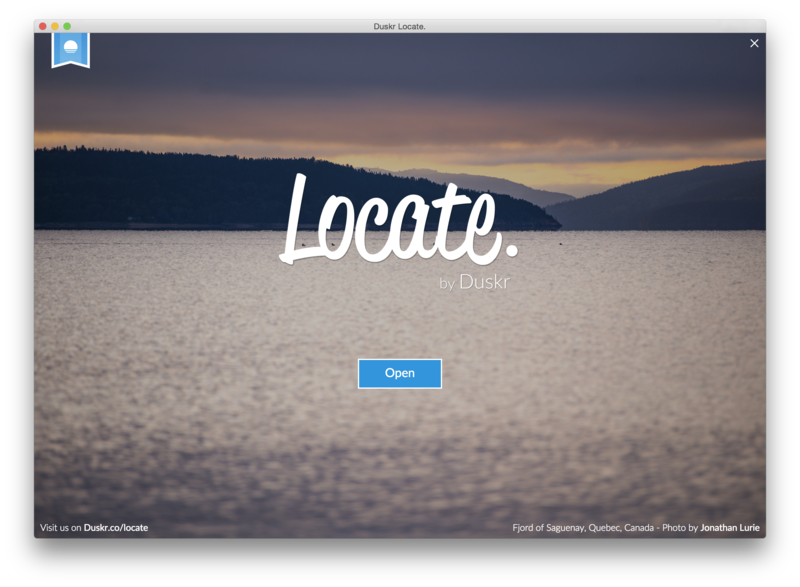 Duskr Locate.
Locate.
by Duskr
Open
Visit us on Duskr.co/locate
Fjord of Saguenay, Quebec, Canada - Photo by Jonathan Lurie